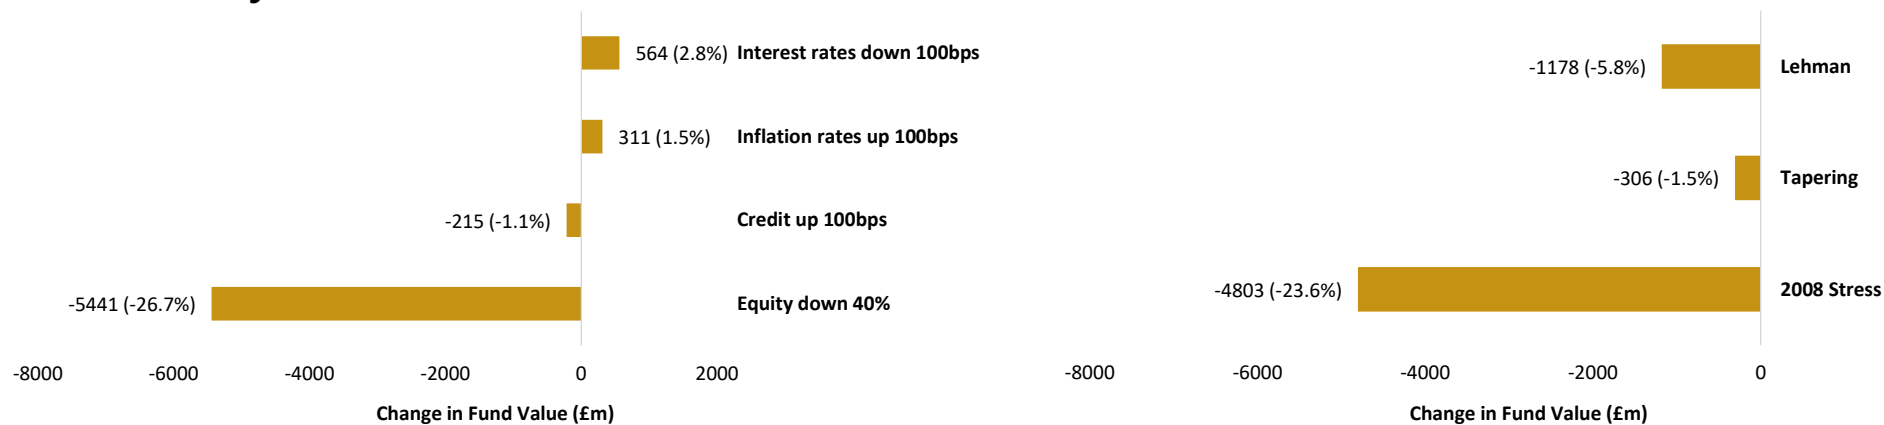 564 (2.8%) Interest rates down 100bps
311 (1.5%) Inflation rates up 100bps
-215 (-1.1%) Credit up 100bps
-5441 (-26.7%) Equity down 40%
-8000 -6000 -4000 -2000 0 2000
Change in Fund Value (£m)
-1178 (-5.8%) Lehman
-306 (-1.5%) Tapering
-4803 (-23.6%) 2008 Stress
-8000 -6000 -4000 -2000 0
Change in Fund Value (£m)